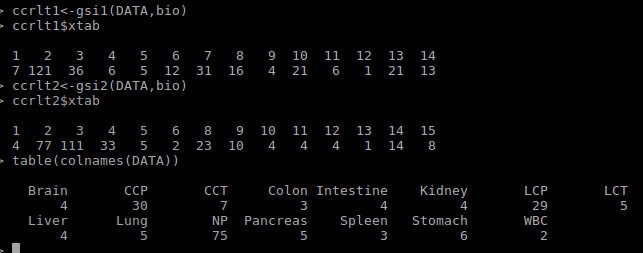 > ccrlt1<-gsi1(DATA,bio)
> ccrlt1$xtab
1 2 3 4 5 6 7 8 9 10 11 12 13 14
7 121 36 6 5 12 31 16 4 21 6 1 21 13
> ccrlt2<-gsi2(DATA,bio)
> ccrlt2$xtab
1 2 3 4 5 6 8 9 10 11 12 13 14 15
4 77 111 33 5 2 23 10 4 4 4 1 14 8
> table(colnames(DATA))
Brain CCP CCT Colon Intestine Kidney LCP LCT
4 30 7 3 4 4 29 5
Liver Lung NP Pancreas Spleen Stomach WBC
4 5 75 5 3 6 2
>